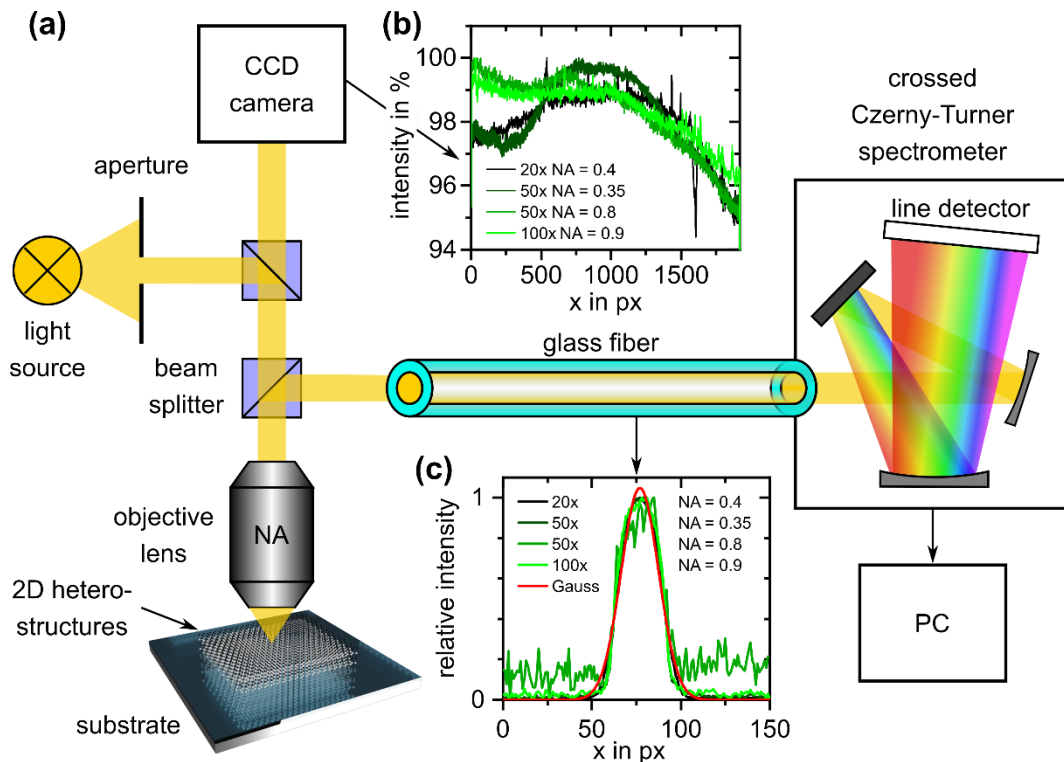 (a)
CCD
camera
aperture
light
source
beam
splitter
objective
lens
NA
2D hetero-
structures
substrate
(b)
intensity in %
100
98
96
94
20x NA = 0.4
50x NA = 0.35
50x NA = 0.8
100x NA = 0.9
0
500
1000
1500
x in px
crossed
Czerny-Turner
spectrometer
line detector
glass fiber
(c)
relative intensity
1
0
20x NA = 0.4
50x NA = 0.35
50x NA = 0.8
100x NA = 0.9
Gauss
0
50
100
150
x in px
PC